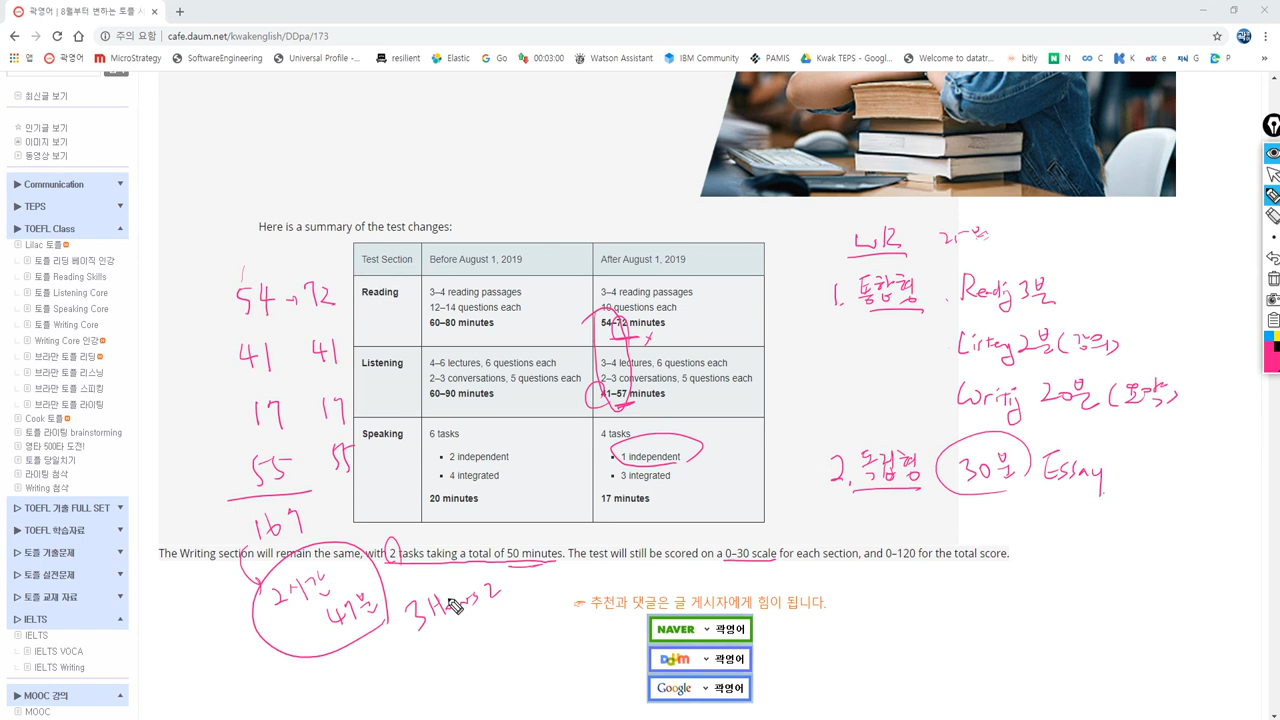 곽영어 | 8월부터 변하는 토플 시
주의 요함
cafe.daum.net/kwakenglish/DDpa/173
앱
곽영어
MicroStrategy
SoftwareEngineering
Universal Profile -...
resilient
Elastic
Go
00:03:00
Watson Assistant
IBM Community
PAMIS
Kwak TEPS - Googl...
Welcome to datatr...
bitly
N
C
K
e
G
P
최신글 보기
인기글 보기
이미지 보기
동영상 보기
Communication
TEPS
TOEFL Class
Lilac 토플
토플 리딩 베이직 인강
토플 Reading Skills
토플 Listening Core
토플 Speaking Core
토플 Writing Core
Writing Core 인강
브라만 토플 리딩
브라만 토플 리스닝
브라만 토플 스피킹
브라만 토플 라이팅
Cook 토플
토플 라이팅 brainstorming
영타 500타 도전!
토플 당일치기
라이팅 첨삭
Writing 첨삭
TOEFL 기출 FULL SET
TOEFL 학습자료
토플 기출문제
토플 실전문제
토플 교재 자료
IELTS
IELTS
IELTS VOCA
IELTS Writing
MOOC 강의
MOOC
Here is a summary of the test changes:
Test Section Before August 1, 2019 After August 1, 2019
Reading
3–4 reading passages
12–14 questions each
60–80 minutes
3–4 reading passages
10 questions each
54–72 minutes
Listening
4–6 lectures, 6 questions each
2–3 conversations, 5 questions each
60–90 minutes
3–4 lectures, 6 questions each
2–3 conversations, 5 questions each
41–57 minutes
Speaking
6 tasks
2 independent
4 integrated
20 minutes
4 tasks
1 independent
3 integrated
17 minutes
The Writing section will remain the same, with 2 tasks taking a total of 50 minutes. The test will still be scored on a 0–30 scale for each section, and 0–120 for the total score.
54 → 72
41 41
17 17
55 55
167
2시간
47분
3 Hours 2
WR
1. 통합형 . Readg 3분
Listeng 2분 (강의)
Writig 20분 (요약)
2. 독립형 30분 Essay
☞ 추천과 댓글은 글 게시자에게 힘이 됩니다.
NAVER 곽영어
Daum 곽영어
Google 곽영어